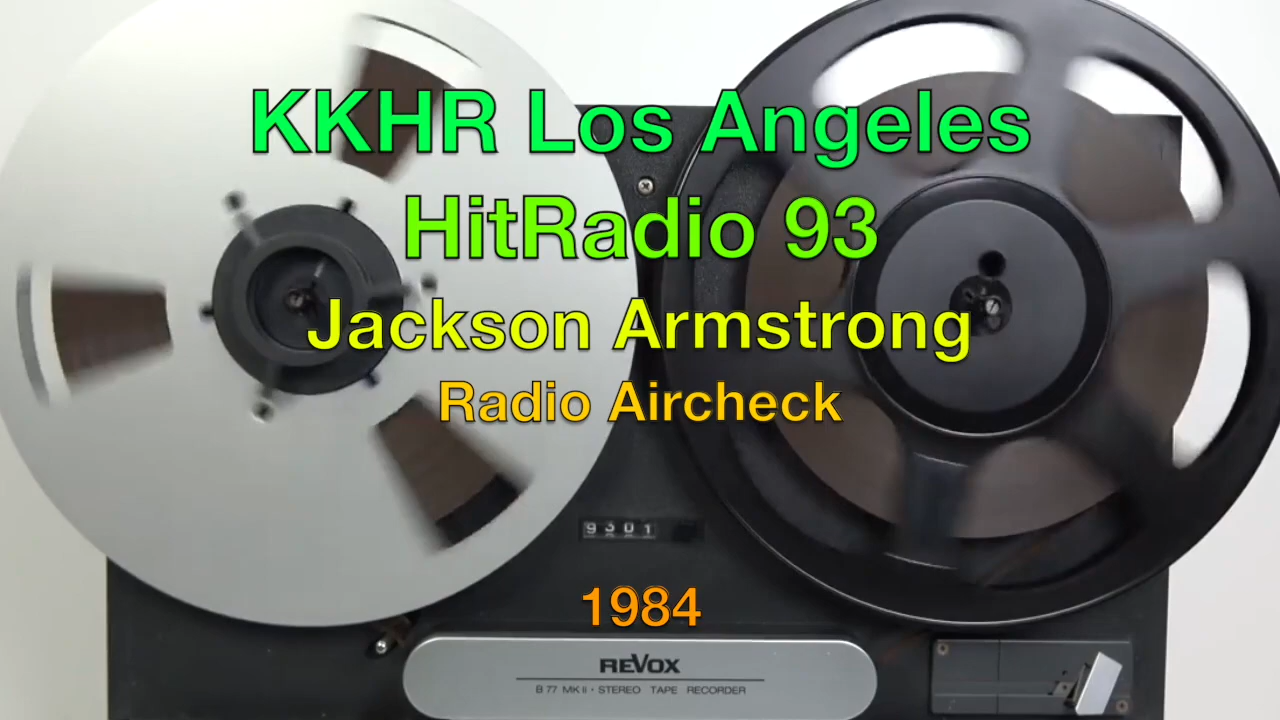 KKHR Los Angeles
HitRadio 93
Jackson Armstrong
Radio Aircheck
9301
1984
REVOX
B 77 MK II · STEREO TAPE RECORDER